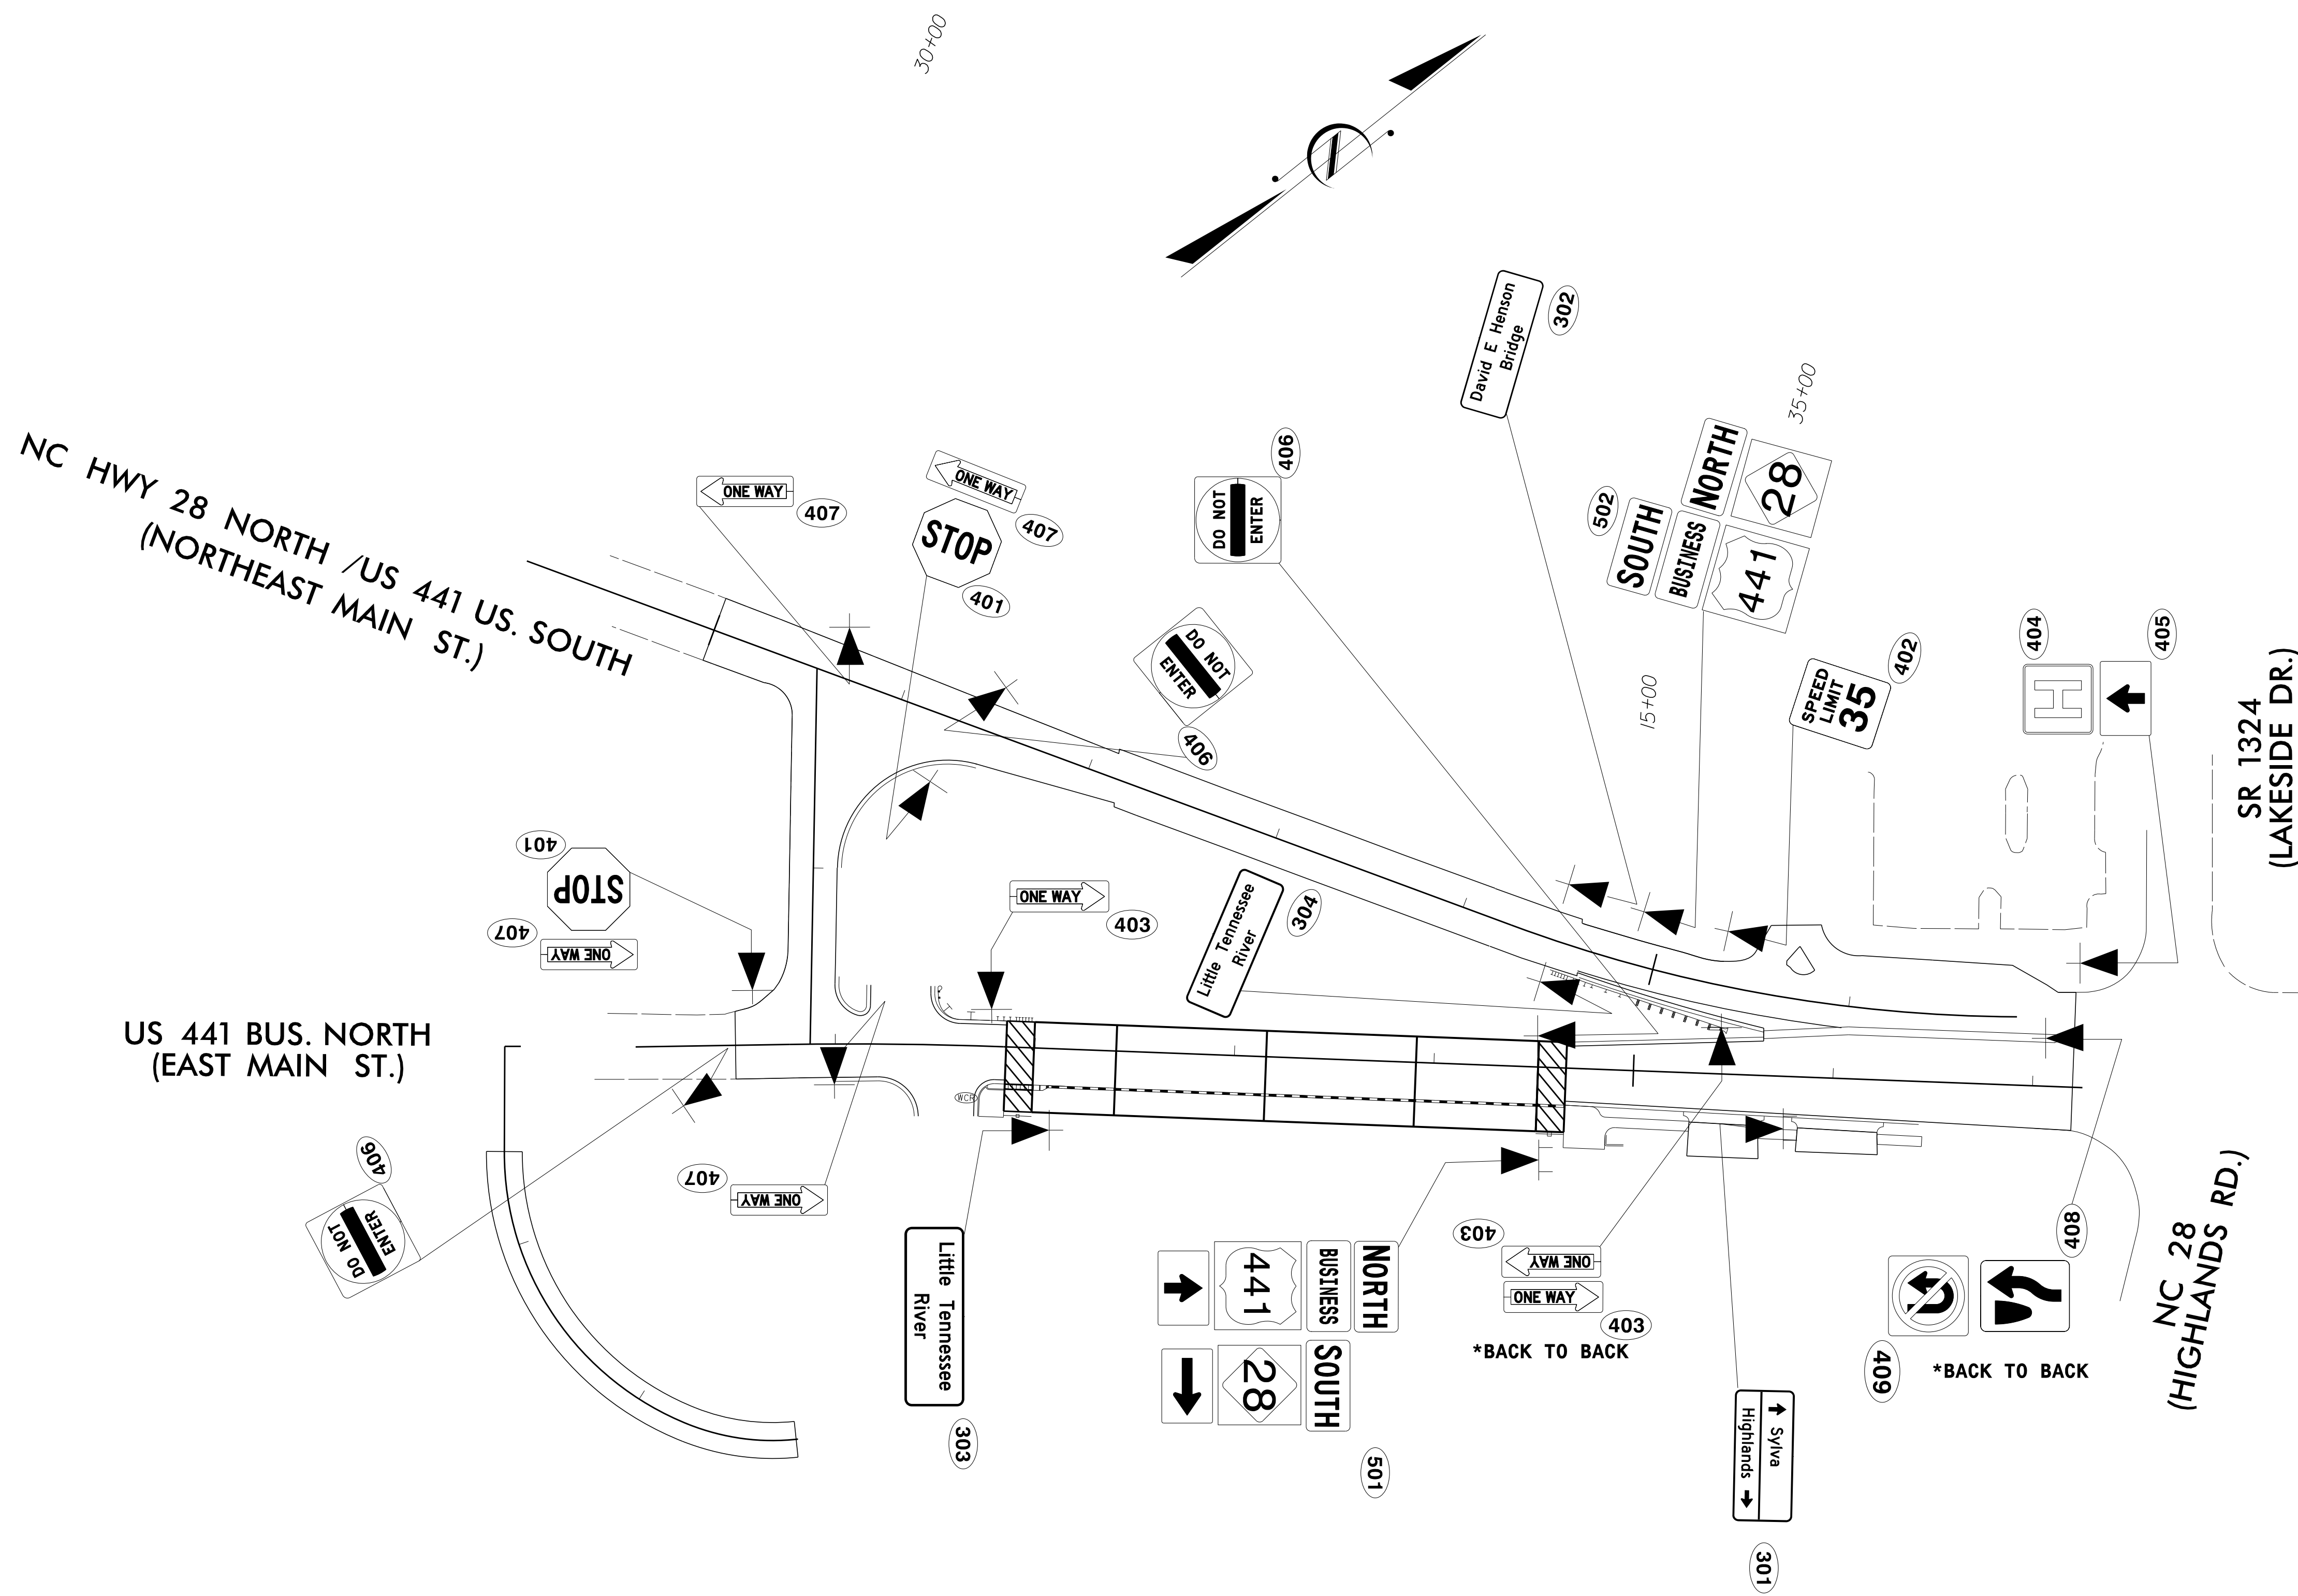 30+00
David E Henson
Bridge
302
35+00
NORTH
28
502
SOUTH
BUSINESS
441
NC HWY 28 NORTH /US 441 US. SOUTH
(NORTHEAST MAIN ST.)
ONE WAY
407
ONE WAY
407
STOP
401
DO NOT
ENTER
406
DO NOT
ENTER
406
15+00
SPEED
LIMIT
35
402
404
H
405
SR 1324
(LAKESIDE DR.)
401
STOP
407
ONE WAY
ONE WAY
403
Little Tennessee
River
304
US 441 BUS. NORTH
(EAST MAIN ST.)
WCR
406
DO NOT
ENTER
407
ONE WAY
Little Tennessee
River
303
441
BUSINESS
NORTH
28
SOUTH
501
403
ONE WAY
ONE WAY
403
*BACK TO BACK
Sylva
Highlands
301
408
409
*BACK TO BACK
NC 28
(HIGHLANDS RD.)